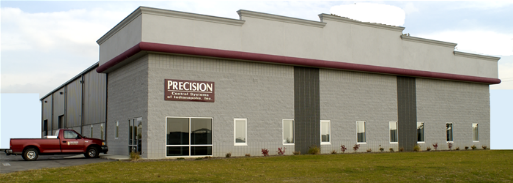 PRECISION
Control Systems
of Indianapolis, Inc.